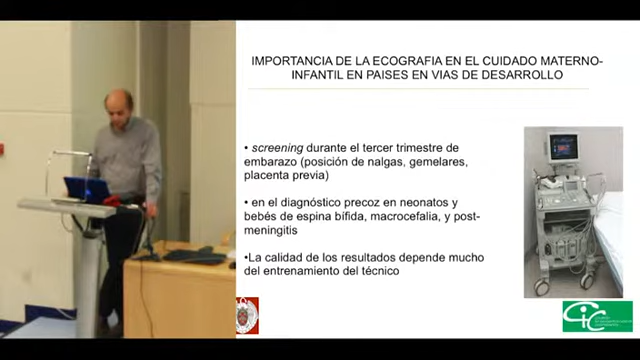 IMPORTANCIA DE LA ECOGRAFIA EN EL CUIDADO MATERNO-
INFANTIL EN PAISES EN VIAS DE DESARROLLO
• screening durante el tercer trimestre de
embarazo (posición de nalgas, gemelares,
placenta previa)
• en el diagnóstico precoz en neonatos y
bebés de espina bífida, macrocefalia, y post-
meningitis
•La calidad de los resultados depende mucho
del entrenamiento del técnico
CiC